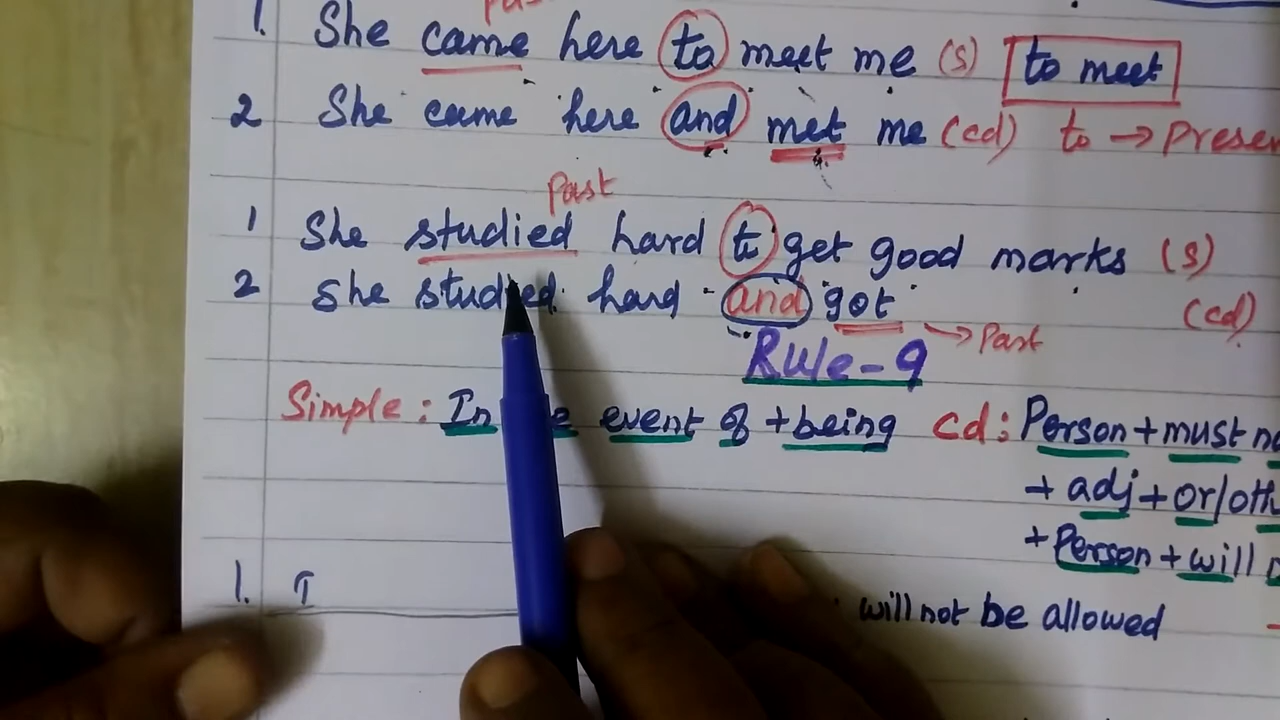 1. She came here to meet me (s) to meet
2 She came here and met me (cd) to →
Past
1 She studied hard to get good marks (s)
2 She studied hard and got (cd)
→ Past
Rule-9
Simple: In event of + being cd: Person + must
+ adj + or/
+ Person + will
1. I will not be allowed